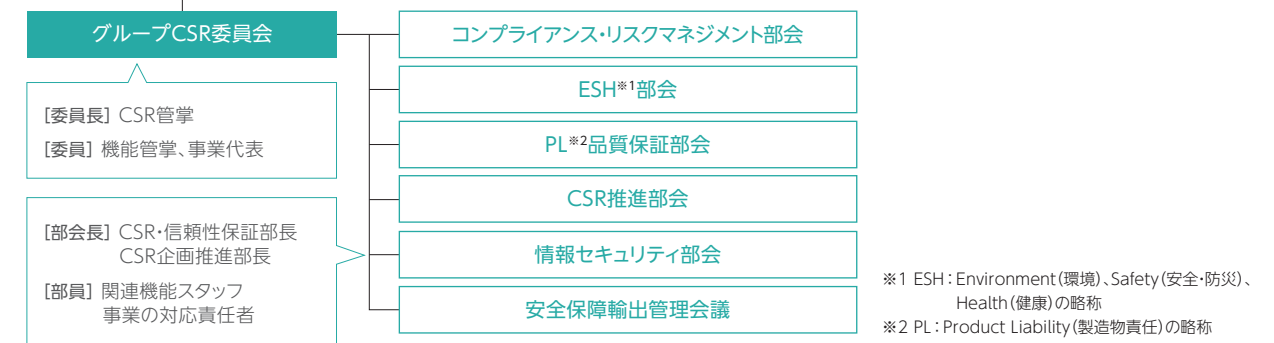 グループCSR委員会
[委員長] CSR管掌
[委員] 機能管掌、事業代表
[部会長] CSR・信頼性保証部長
CSR企画推進部長
[部員] 関連機能スタッフ
事業の対応責任者
コンプライアンス・リスクマネジメント部会
ESH※1部会
PL※2品質保証部会
CSR推進部会
情報セキュリティ部会
安全保障輸出管理会議
※1 ESH：Environment（環境）、Safety（安全・防災）、
Health（健康）の略称
※2 PL：Product Liability（製造物責任）の略称